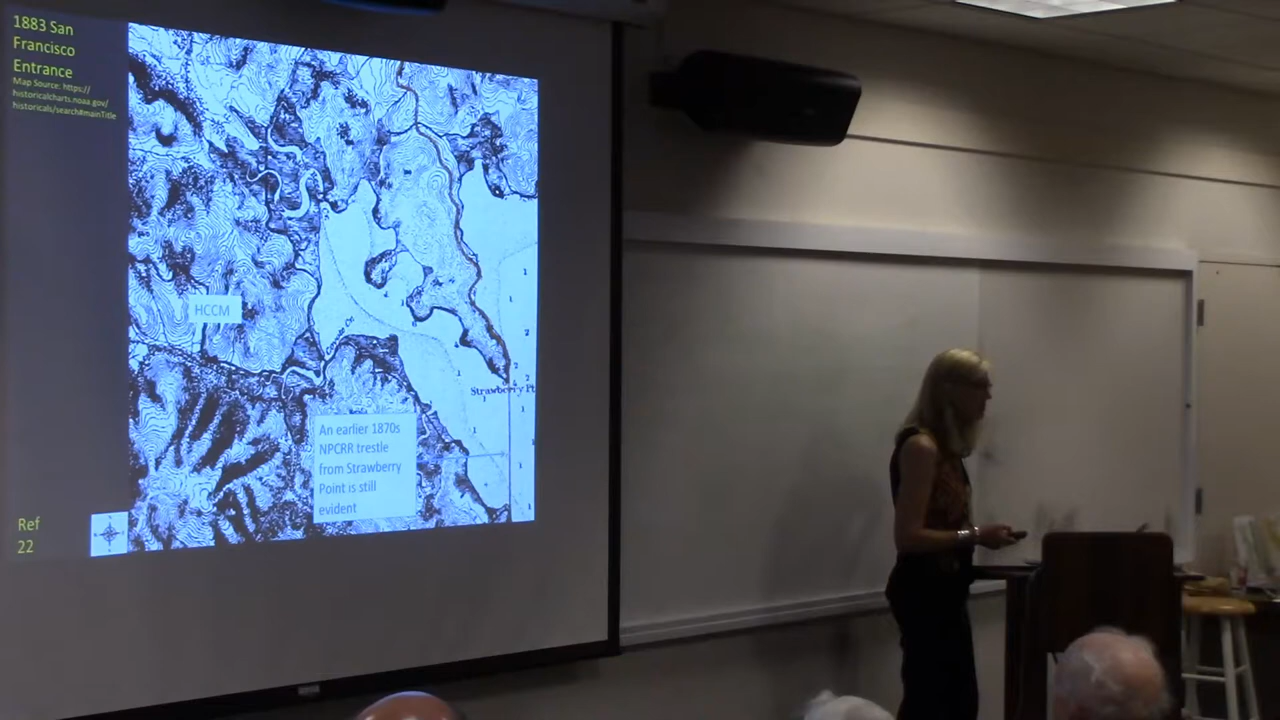 1883 San
Francisco
Entrance
Map Source: https://
historicalcharts.noaa.gov/
historicals/search#mainTitle
HCCM
Strawberry Pt
An earlier 1870s
NPCRR trestle
from Strawberry
Point is still
evident
Ref
22